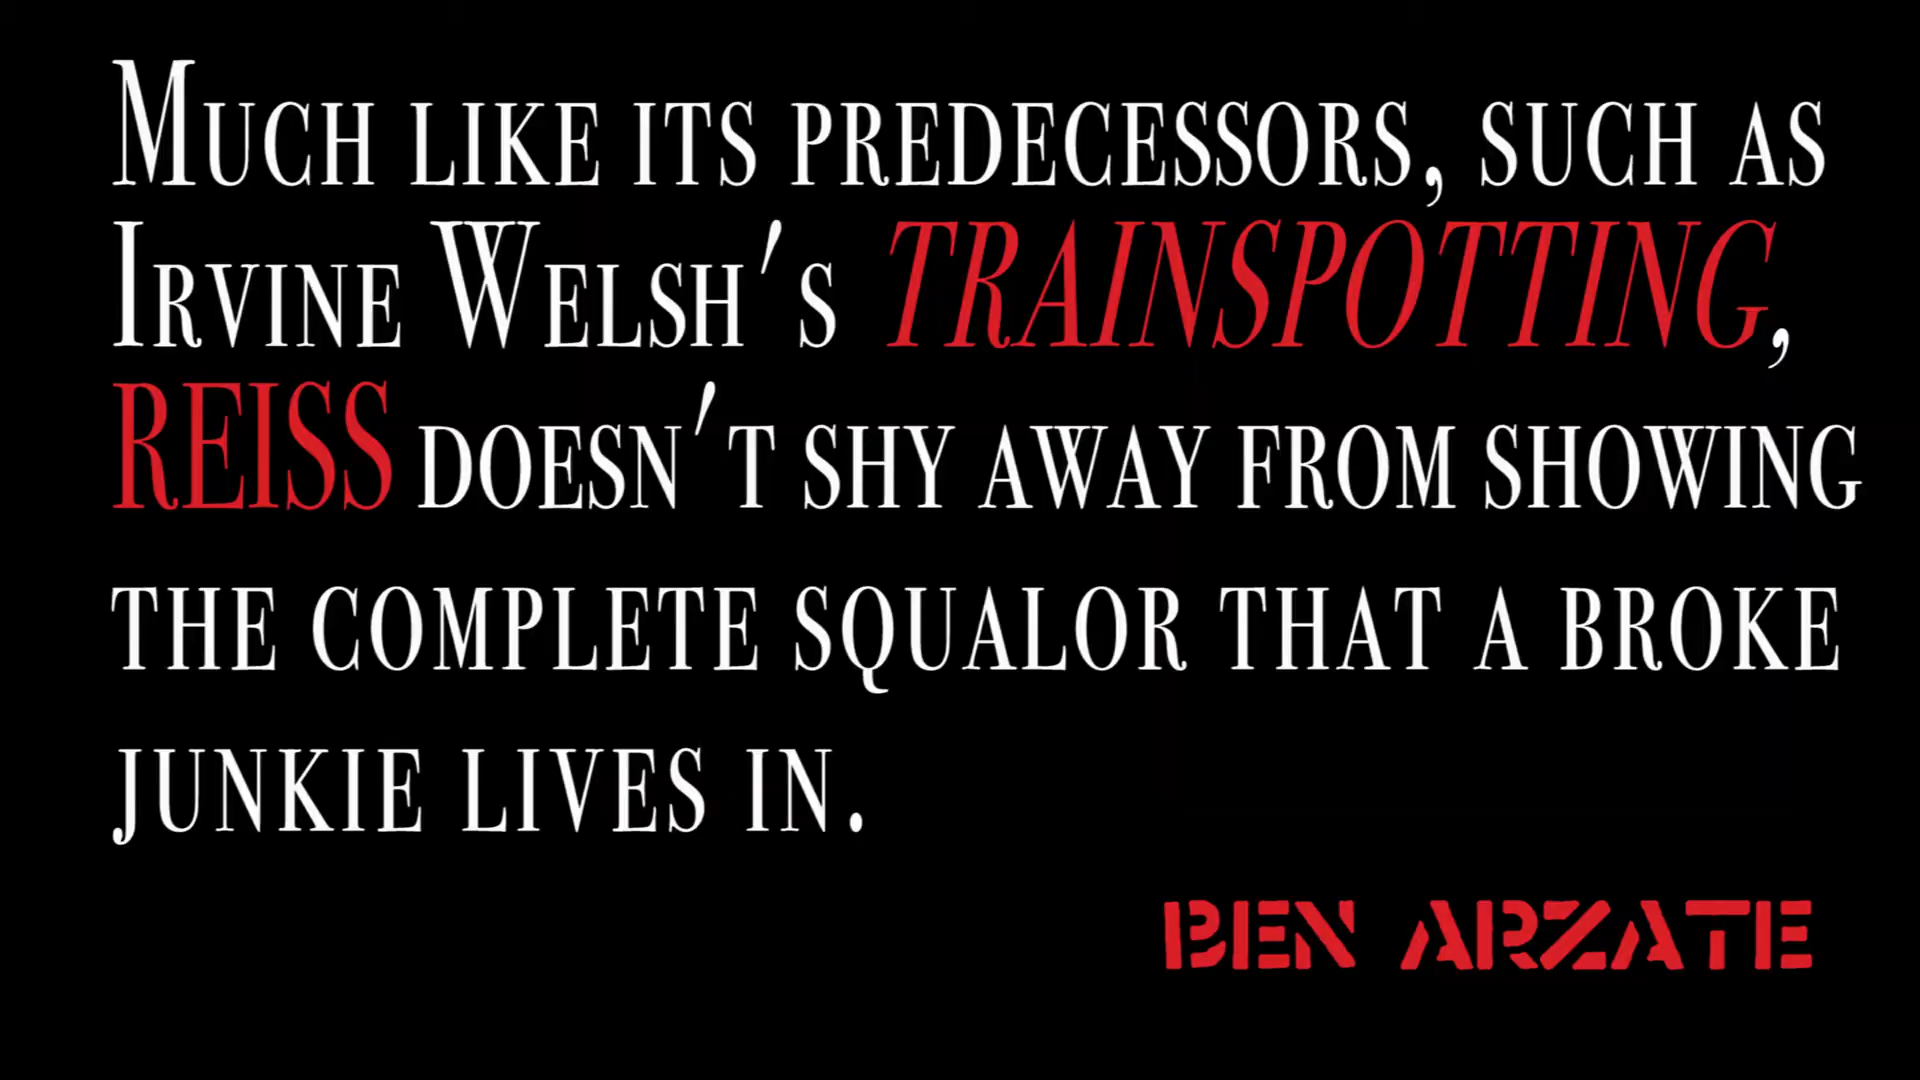 Much like its predecessors, such as
Irvine Welsh's TRAINSPOTTING,
REISS doesn't shy away from showing
the complete squalor that a broke
junkie lives in.
BEN ARZATE